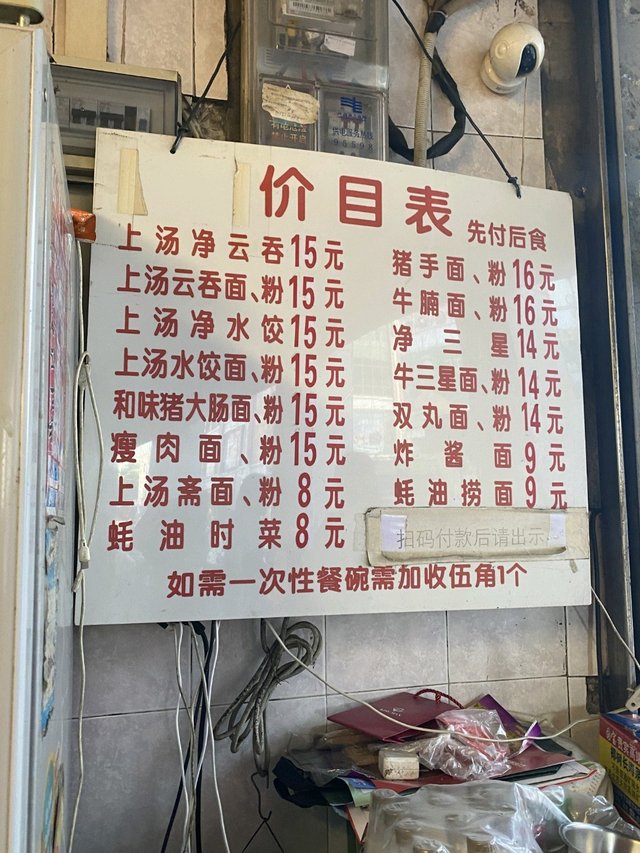 供电服务热线
95598
价目表 先付后食
上汤净云吞15元
上汤云吞面、粉15元
上汤净水饺15元
上汤水饺面、粉15元
和味猪大肠面、粉15元
瘦肉面、粉15元
上汤斋面、粉8元
蚝油时菜8元
猪手面、粉16元
牛腩面、粉16元
净三星14元
牛三星面、粉14元
双丸面、粉14元
炸酱面9元
蚝油捞面9元
扫码付款后请出示
如需一次性餐碗需加收伍角1个